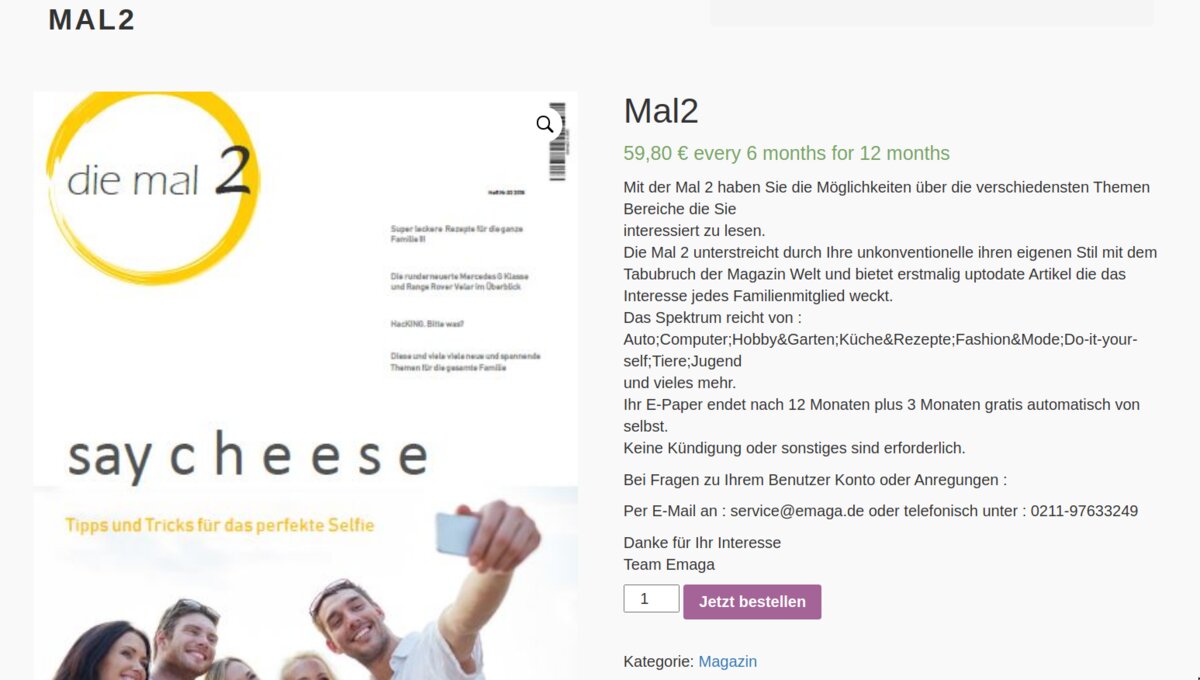 MAL2
die mal 2
Super leckere Rezepte für die ganze
Familie !!!
Die runderneuerte Mercedes G Klasse
und Range Rover Velar im Überblick
HacKING. Bitte was?
Diese und viele viele neue und spannende
Themen für die gesamte Familie
say c h e e s e
Tipps und Tricks für das perfekte Selfie
Mal2
59,80 € every 6 months for 12 months
Mit der Mal 2 haben Sie die Möglichkeiten über die verschiedensten Themen
Bereiche die Sie
interessiert zu lesen.
Die Mal 2 unterstreicht durch Ihre unkonventionelle ihren eigenen Stil mit dem
Tabubruch der Magazin Welt und bietet erstmalig uptodate Artikel die das
Interesse jedes Familienmitglied weckt.
Das Spektrum reicht von :
Auto;Computer;Hobby&Garten;Küche&Rezepte;Fashion&Mode;Do-it-your-
self;Tiere;Jugend
und vieles mehr.
Ihr E-Paper endet nach 12 Monaten plus 3 Monaten gratis automatisch von
selbst.
Keine Kündigung oder sonstiges sind erforderlich.
Bei Fragen zu Ihrem Benutzer Konto oder Anregungen :
Per E-Mail an : service@emaga.de oder telefonisch unter : 0211-97633249
Danke für Ihr Interesse
Team Emaga
1
Jetzt bestellen
Kategorie: Magazin